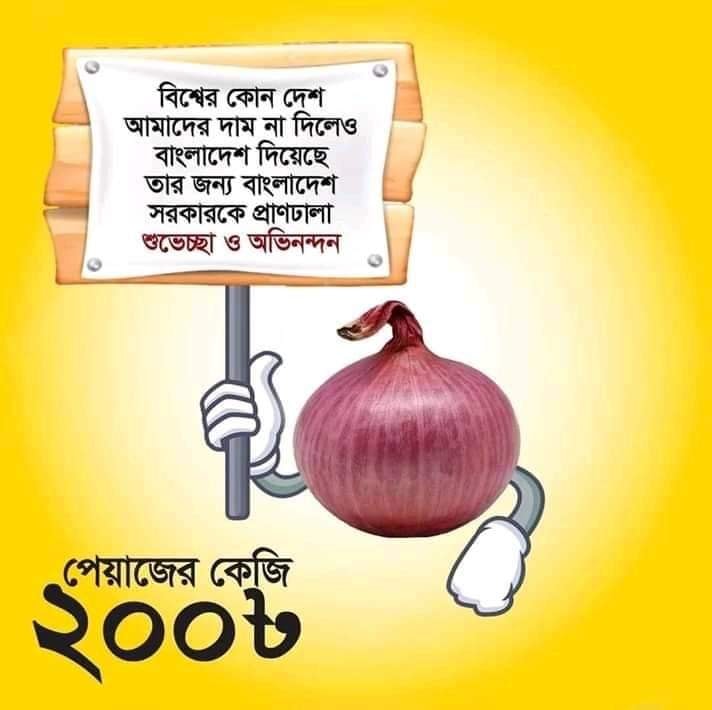 বিশ্বের কোন দেশ
আমাদের দাম না দিলেও
বাংলাদেশ দিয়েছে
তার জন্য বাংলাদেশ
সরকারকে প্রাণঢালা
শুভেচ্ছা ও অভিনন্দন
পেয়াজের কেজি
২০০৳